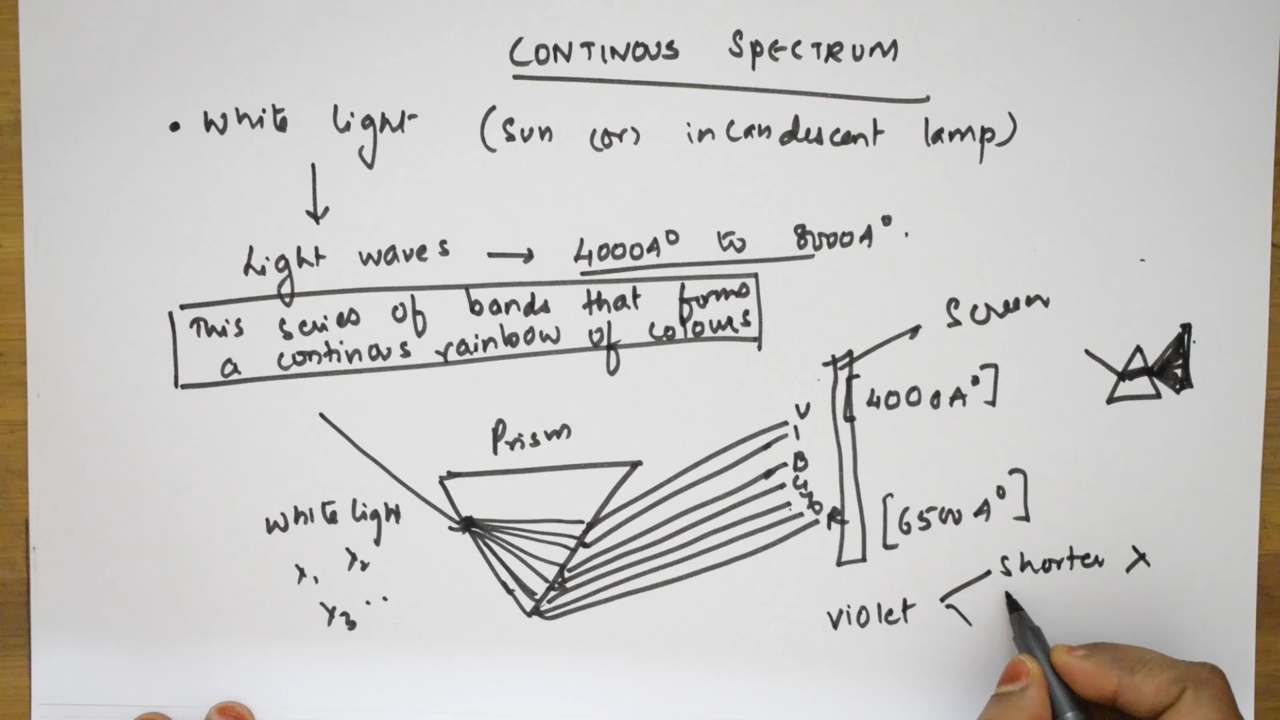 CONTINOUS SPECTRUM
• White light (Sun (or) incandescent lamp)
Light waves → 4000A° to 8000A°.
This series of bands that forms
a continous rainbow of colours
Screen
[4000A°]
Prism
V
I
B
G
Y
O
R
White light
λ1 λ2
λ3 ..
[6500A°]
Violet
Shorter λ